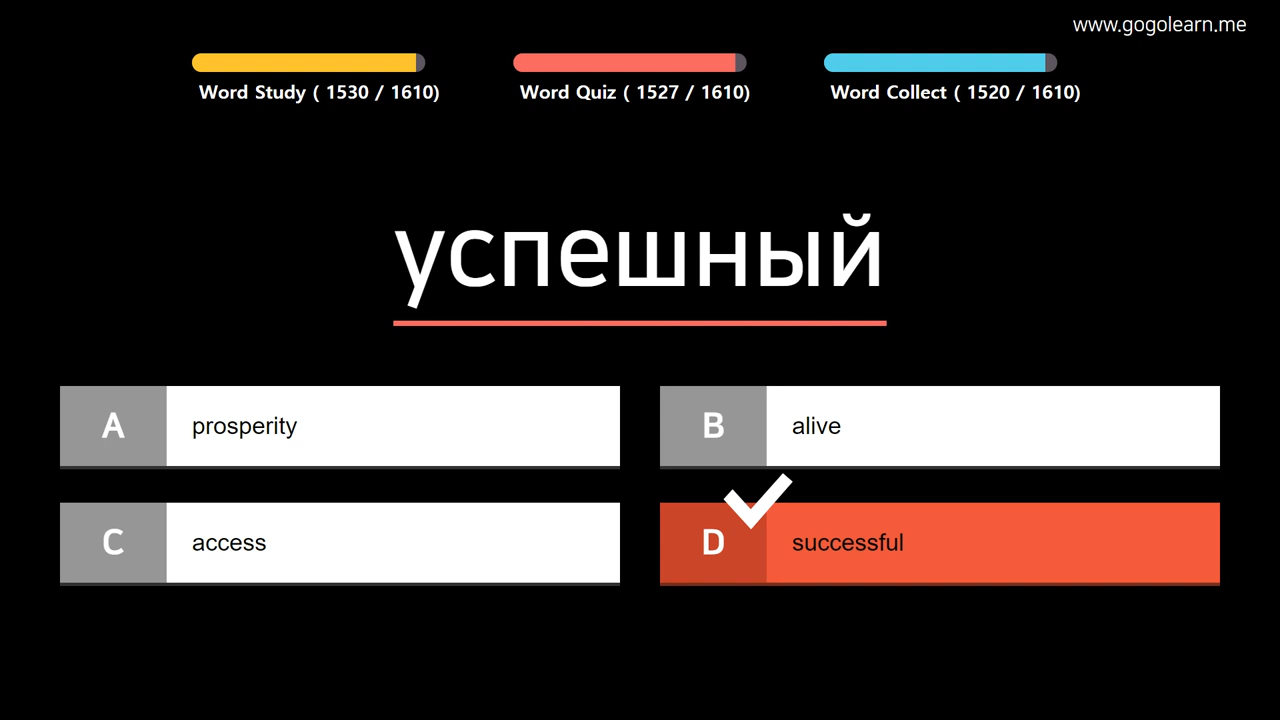 www.gogolearn.me
Word Study ( 1530 / 1610)
Word Quiz ( 1527 / 1610)
Word Collect ( 1520 / 1610)
успешный
A prosperity
B alive
C access
D successful